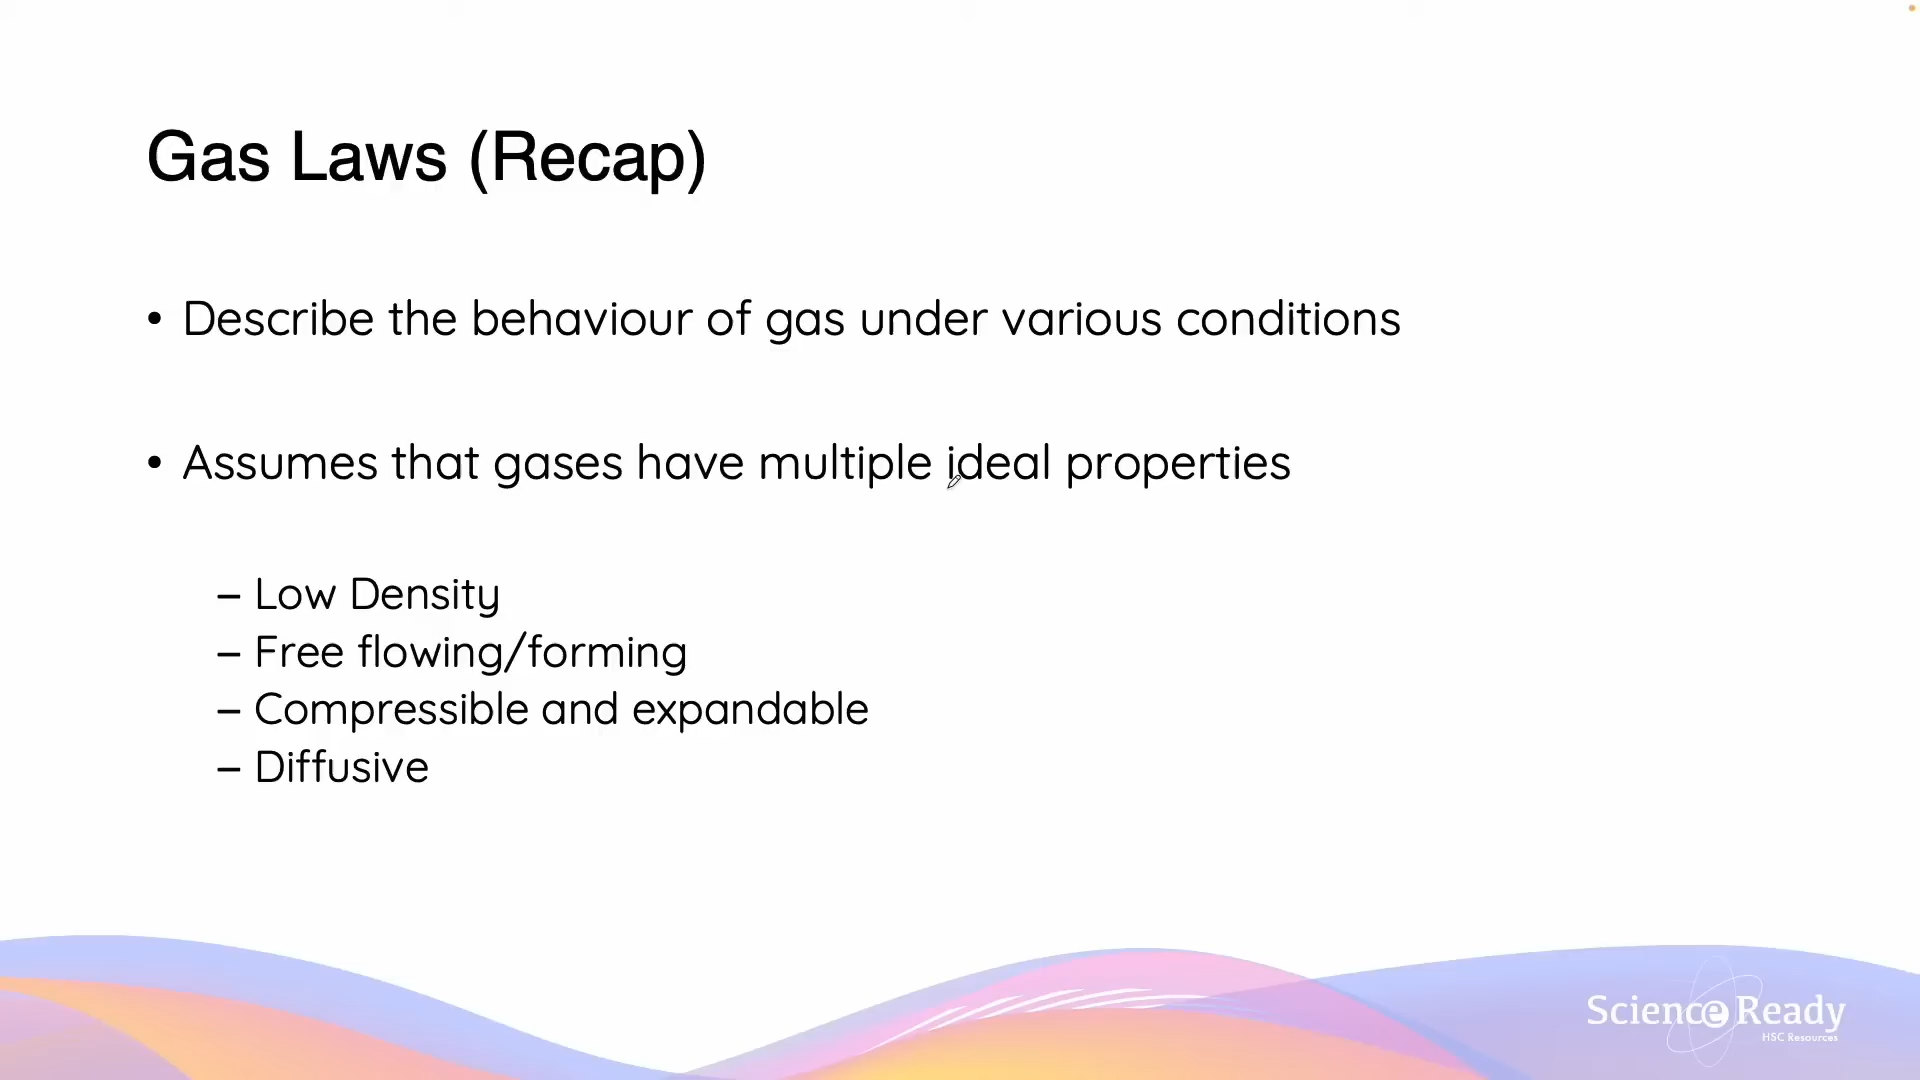 Gas Laws (Recap)
• Describe the behaviour of gas under various conditions
• Assumes that gases have multiple ideal properties
– Low Density
– Free flowing/forming
– Compressible and expandable
– Diffusive
Science Ready
HSC Resources